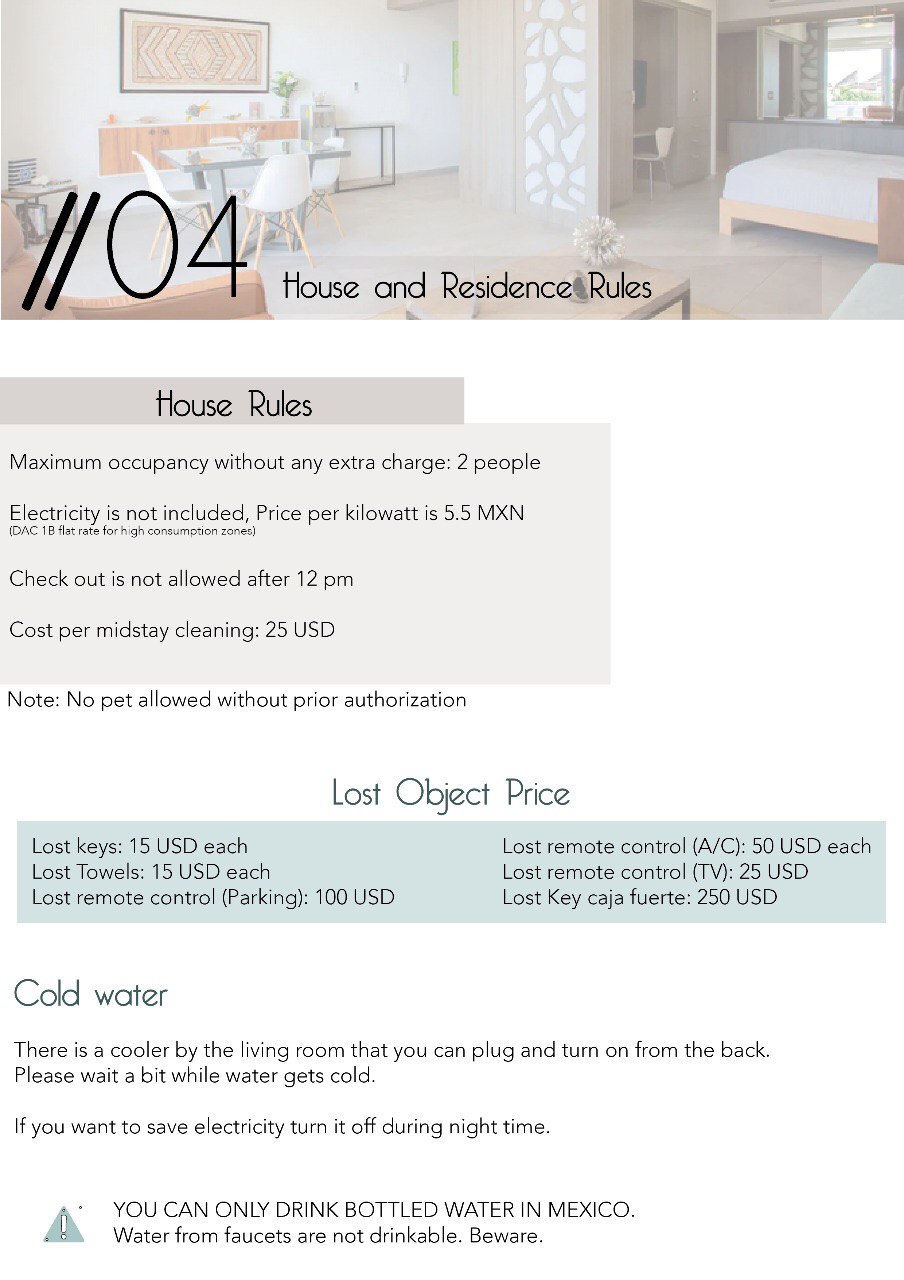 //04
House and Residence Rules
House Rules
Maximum occupancy without any extra charge: 2 people
Electricity is not included, Price per kilowatt is 5.5 MXN
(DAC 1B flat rate for high consumption zones)
Check out is not allowed after 12 pm
Cost per midstay cleaning: 25 USD
Note: No pet allowed without prior authorization
Lost Object Price
Lost keys: 15 USD each
Lost Towels: 15 USD each
Lost remote control (Parking): 100 USD
Lost remote control (A/C): 50 USD each
Lost remote control (TV): 25 USD
Lost Key caja fuerte: 250 USD
Cold water
There is a cooler by the living room that you can plug and turn on from the back.
Please wait a bit while water gets cold.
If you want to save electricity turn it off during night time.
YOU CAN ONLY DRINK BOTTLED WATER IN MEXICO.
Water from faucets are not drinkable. Beware.